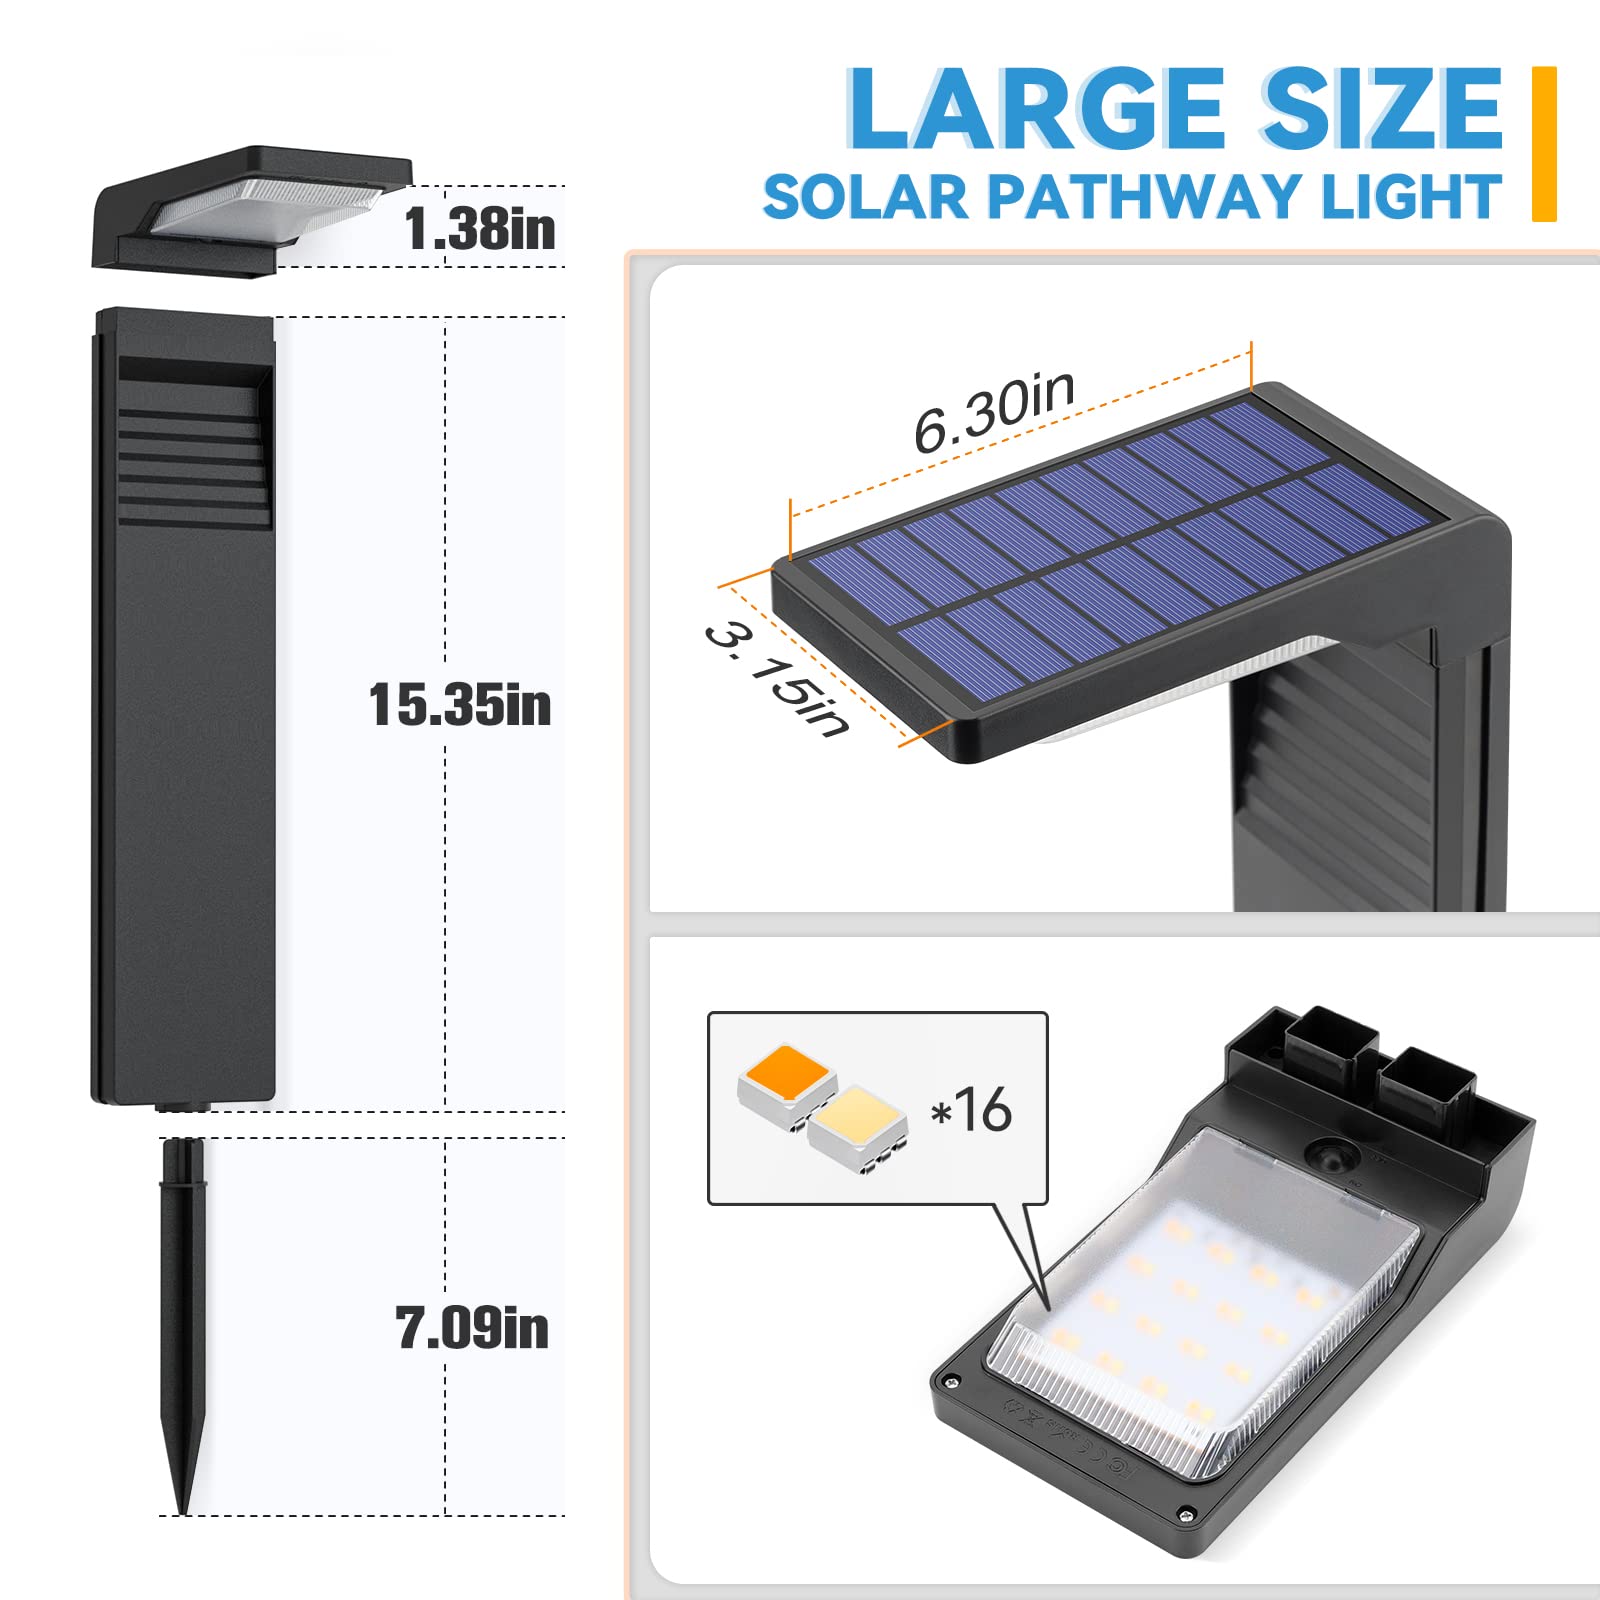 LARGE SIZE
SOLAR PATHWAY LIGHT
1.38in
15.35in
7.09in
6.30in
3.15in
*16